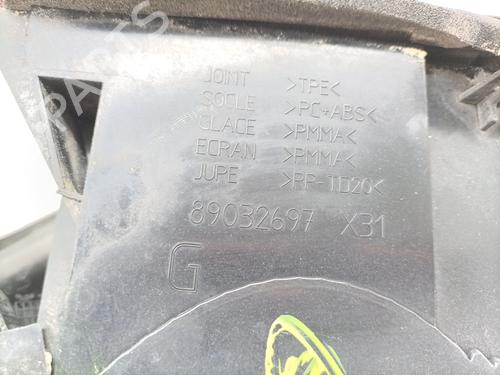 JOINT >TPE<
SOCLE >PC+ABS<
GLACE >PMMA<
ECRAN >PMMA<
JUPE >PP-TD20<
89032697 X31
G